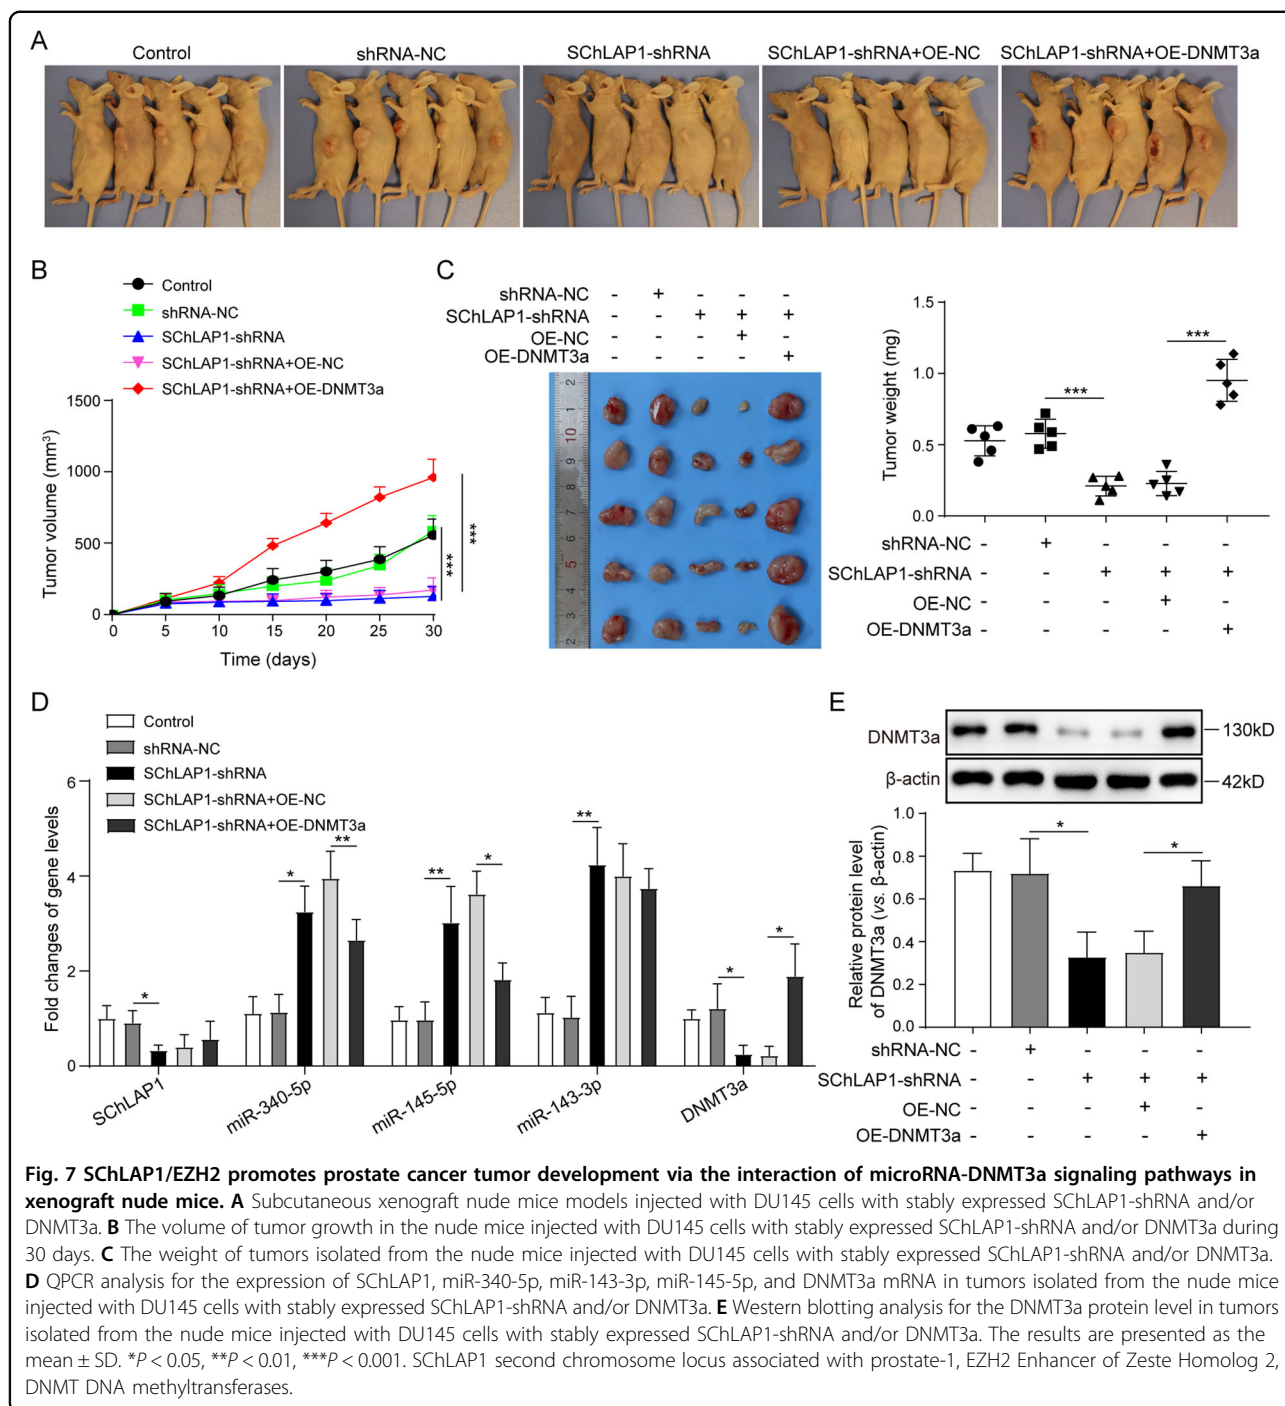 A
Control
shRNA-NC
SChLAP1-shRNA
SChLAP1-shRNA+OE-NC
SChLAP1-shRNA+OE-DNMT3a
B
Control
shRNA-NC
SChLAP1-shRNA
SChLAP1-shRNA+OE-NC
SChLAP1-shRNA+OE-DNMT3a
Tumor volume (mm³)
1500
1000
500
0
0 5 10 15 20 25 30
Time (days)
***
***
C
shRNA-NC - + - - -
SChLAP1-shRNA - - + + +
OE-NC - - - + -
OE-DNMT3a - - - - +
2 1 10 9 8 7 6 5 4 3 2
Tumor weight (mg)
1.5
1.0
0.5
0.0
***
***
shRNA-NC - + - - -
SChLAP1-shRNA - - + + +
OE-NC - - - + -
OE-DNMT3a - - - - +
D
Control
shRNA-NC
SChLAP1-shRNA
SChLAP1-shRNA+OE-NC
SChLAP1-shRNA+OE-DNMT3a
Fold changes of gene levels
6
4
2
0
* * ** ** * ** * *
SChLAP1
miR-340-5p
miR-145-5p
miR-143-3p
DNMT3a
E
DNMT3a
130kD
β-actin
42kD
Relative protein level
of DNMT3a (vs. β-actin)
0.8
0.6
0.4
0.2
0.0
* *
shRNA-NC - + - - -
SChLAP1-shRNA - - + + +
OE-NC - - - + -
OE-DNMT3a - - - - +
Fig. 7 SChLAP1/EZH2 promotes prostate cancer tumor development via the interaction of microRNA-DNMT3a signaling pathways in
xenograft nude mice. A Subcutaneous xenograft nude mice models injected with DU145 cells with stably expressed SChLAP1-shRNA and/or
DNMT3a. B The volume of tumor growth in the nude mice injected with DU145 cells with stably expressed SChLAP1-shRNA and/or DNMT3a during
30 days. C The weight of tumors isolated from the nude mice injected with DU145 cells with stably expressed SChLAP1-shRNA and/or DNMT3a.
D QPCR analysis for the expression of SChLAP1, miR-340-5p, miR-143-3p, miR-145-5p, and DNMT3a mRNA in tumors isolated from the nude mice
injected with DU145 cells with stably expressed SChLAP1-shRNA and/or DNMT3a. E Western blotting analysis for the DNMT3a protein level in tumors
isolated from the nude mice injected with DU145 cells with stably expressed SChLAP1-shRNA and/or DNMT3a. The results are presented as the
mean ± SD. *P < 0.05, **P < 0.01, ***P < 0.001. SChLAP1 second chromosome locus associated with prostate-1, EZH2 Enhancer of Zeste Homolog 2,
DNMT DNA methyltransferases.